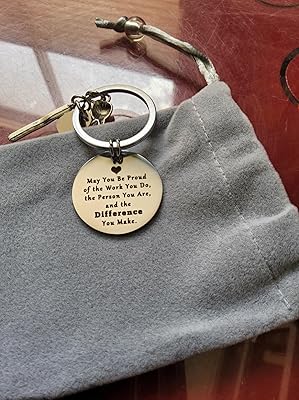 May You Be Proud
of the Work You Do,
the Person You Are,
and the
Difference
You Make.